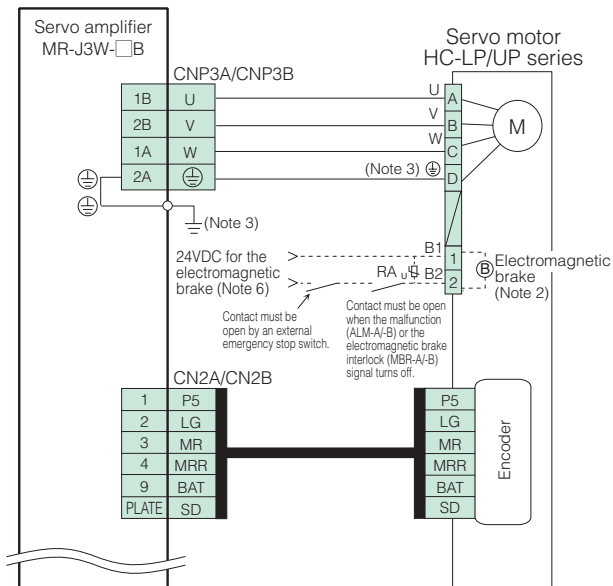 Servo amplifier
MR-J3W-□B
Servo motor
HC-LP/UP series
CNP3A/CNP3B
1B U
2B V
1A W
2A
U A
V B
W C
(Note 3) D
M
(Note 3)
24VDC for the
electromagnetic
brake (Note 6)
B1 1
RA U B2 2
B
Electromagnetic
brake
(Note 2)
Contact must be
open by an external
emergency stop switch.
Contact must be open
when the malfunction
(ALM-A/-B) or the
electromagnetic brake
interlock (MBR-A/-B)
signal turns off.
CN2A/CN2B
1 P5 P5
2 LG LG
3 MR MR
4 MRR MRR
9 BAT BAT
PLATE SD SD
Encoder